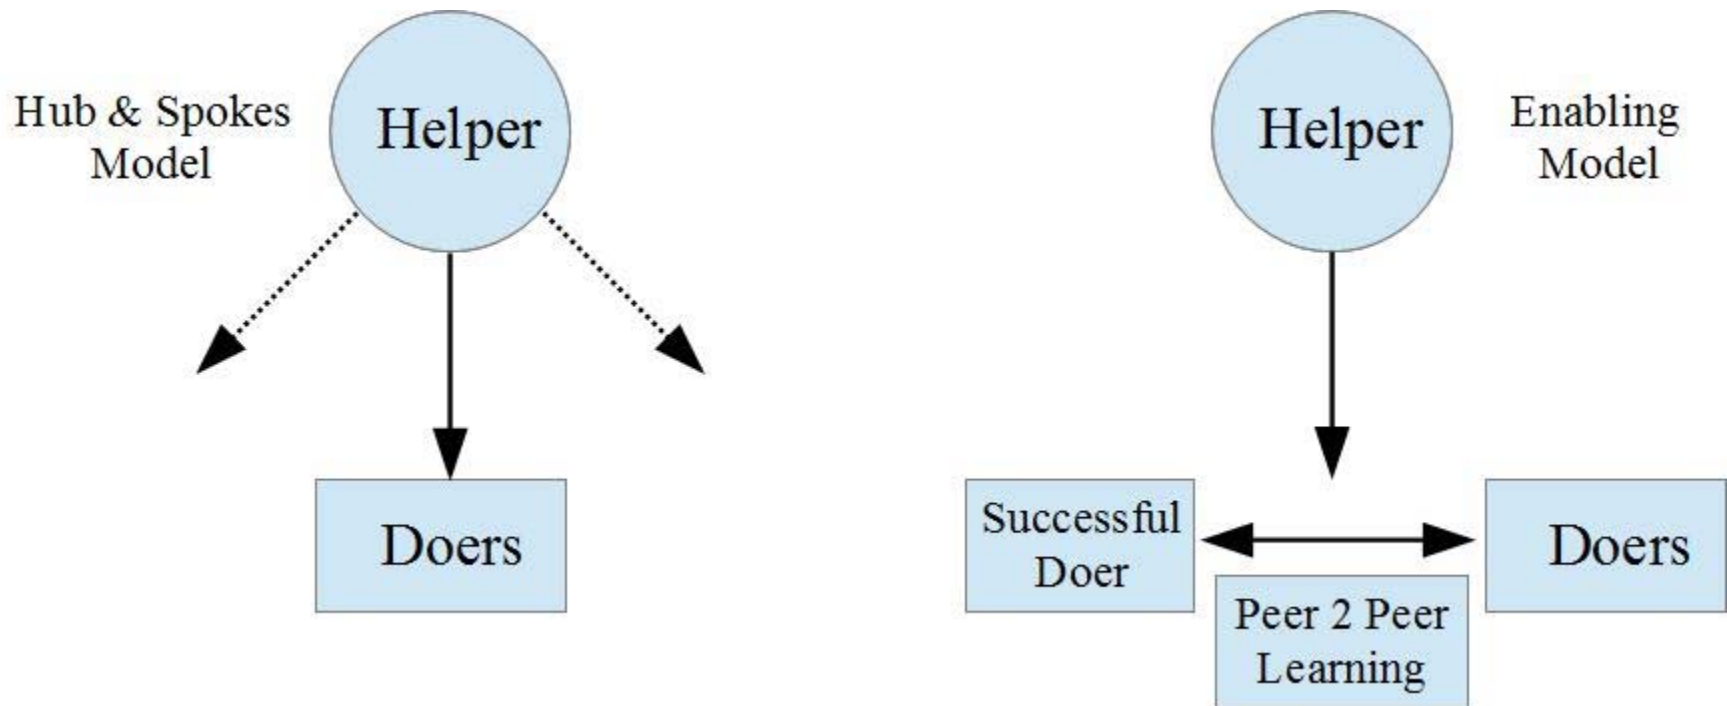 Hub & Spokes
Model
Helper
Doers
Helper
Enabling
Model
Successful
Doer
Peer 2 Peer
Learning
Doers